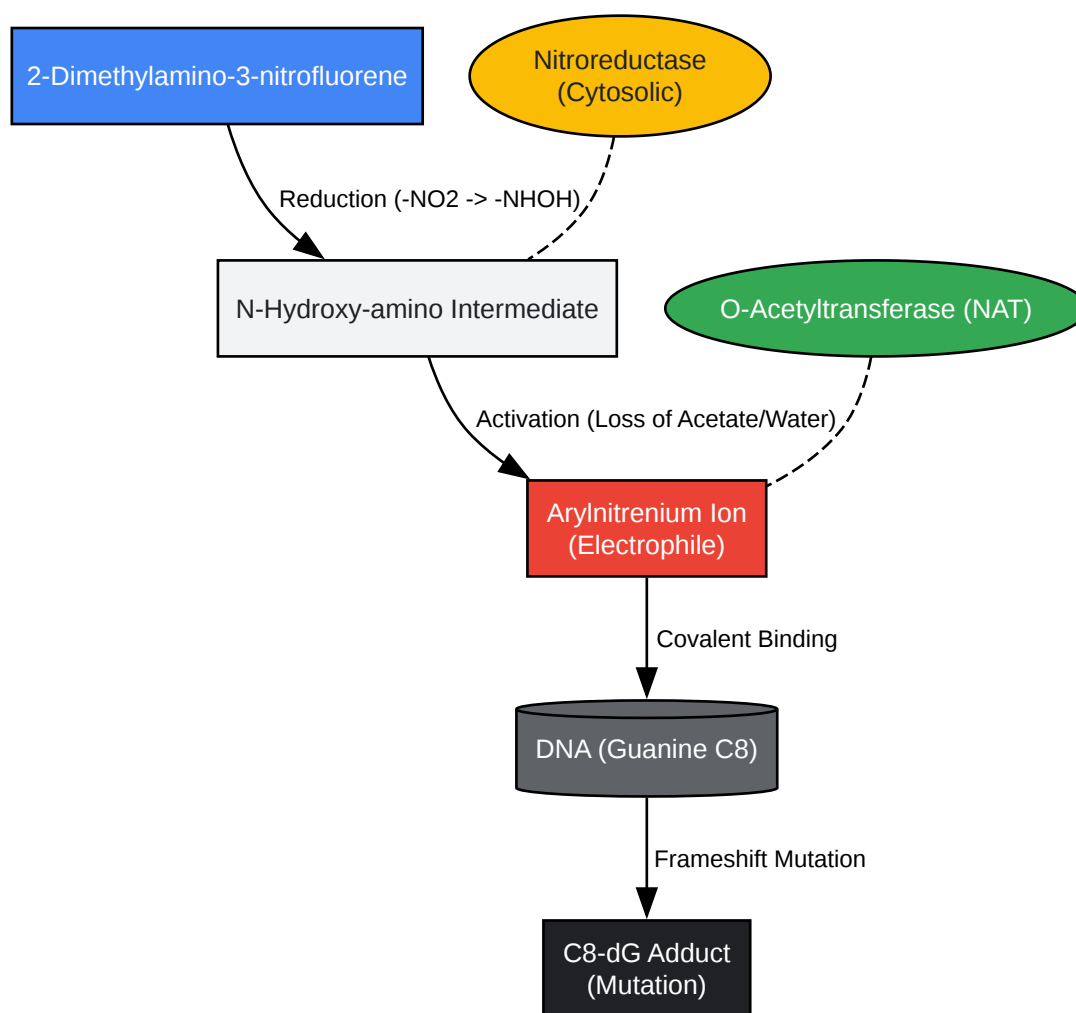 2-Dimethylamino-3-nitrofluorene
Nitroreductase
(Cytosolic)
Reduction (-NO2 -> -NHOH)
N-Hydroxy-amino Intermediate
O-Acetyltransferase (NAT)
Activation (Loss of Acetate/Water)
Arylnitrenium Ion
(Electrophile)
Covalent Binding
DNA (Guanine C8)
Frameshift Mutation
C8-dG Adduct
(Mutation)